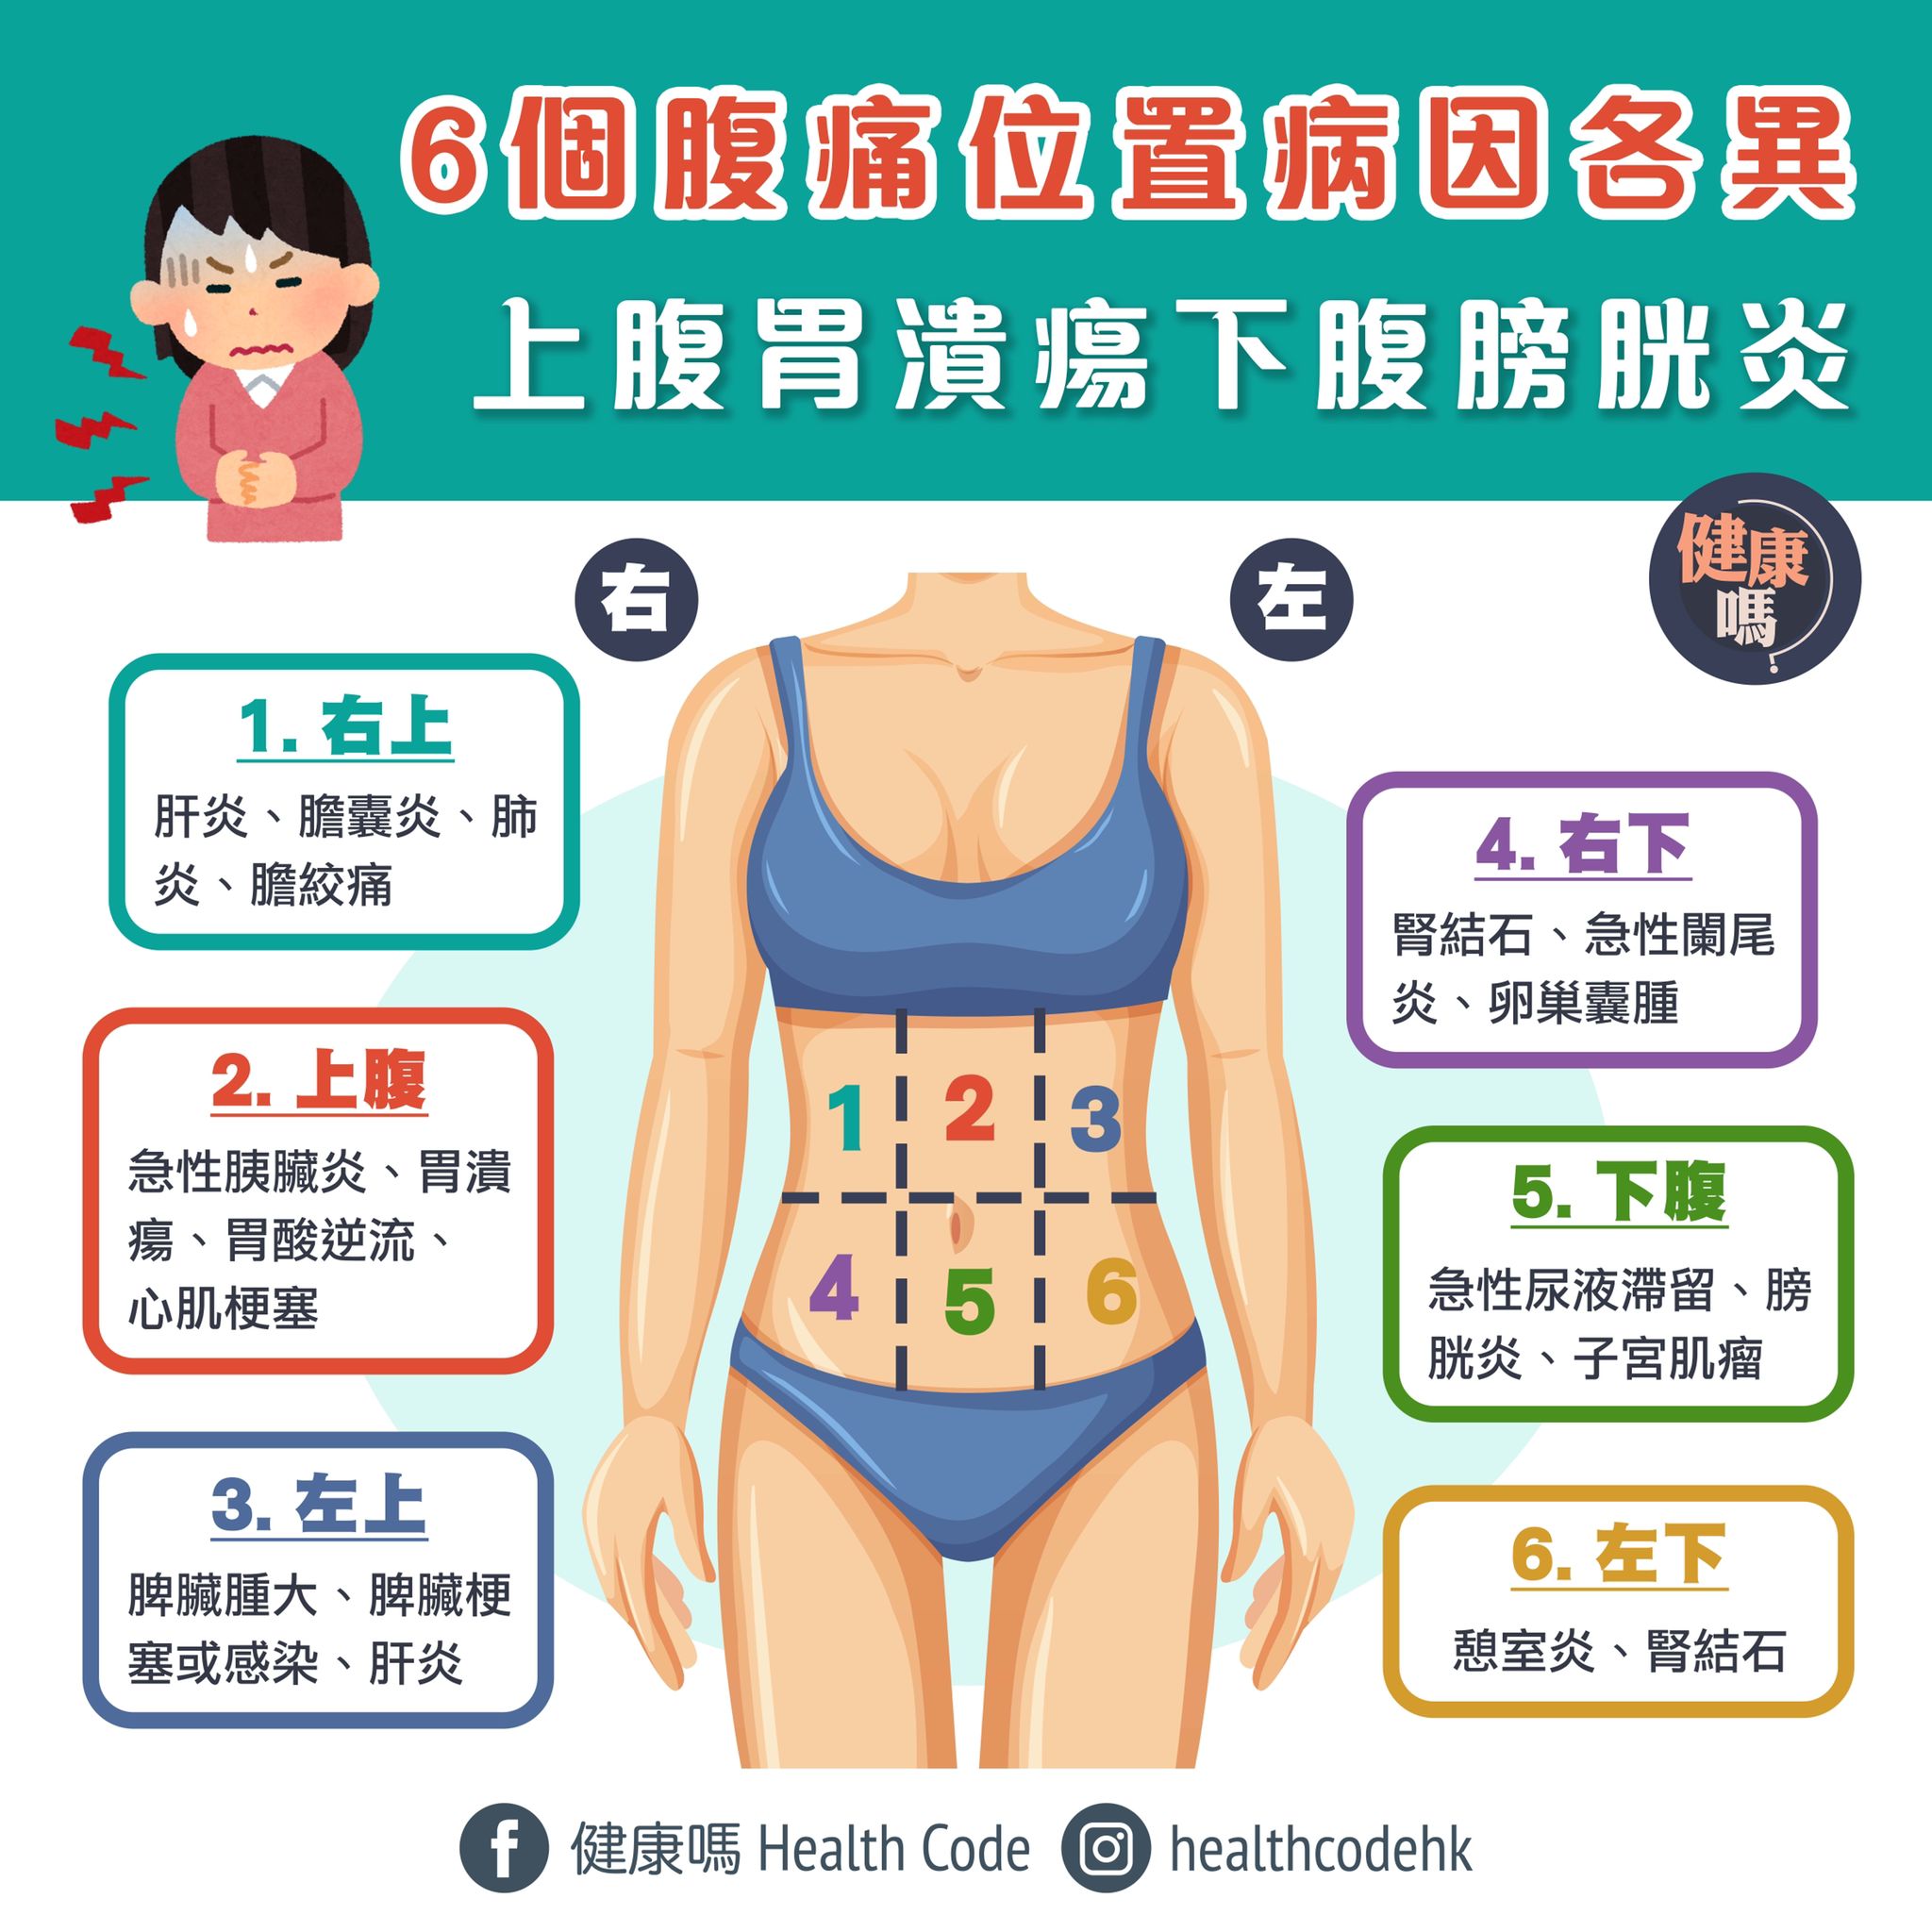 6個腹痛位置病因各異
上腹胃潰瘍下腹膀胱炎
健康
嗎
右
左
1. 右上
肝炎、膽囊炎、肺
炎、膽絞痛
2. 上腹
急性胰臟炎、胃潰
瘍、胃酸逆流、
心肌梗塞
3. 左上
脾臟腫大、脾臟梗
塞或感染、肝炎
1
2
3
4
5
6
4. 右下
腎結石、急性闌尾
炎、卵巢囊腫
5. 下腹
急性尿液滯留、膀
胱炎、子宮肌瘤
6. 左下
憩室炎、腎結石
健康嗎 Health Code
healthcodehk